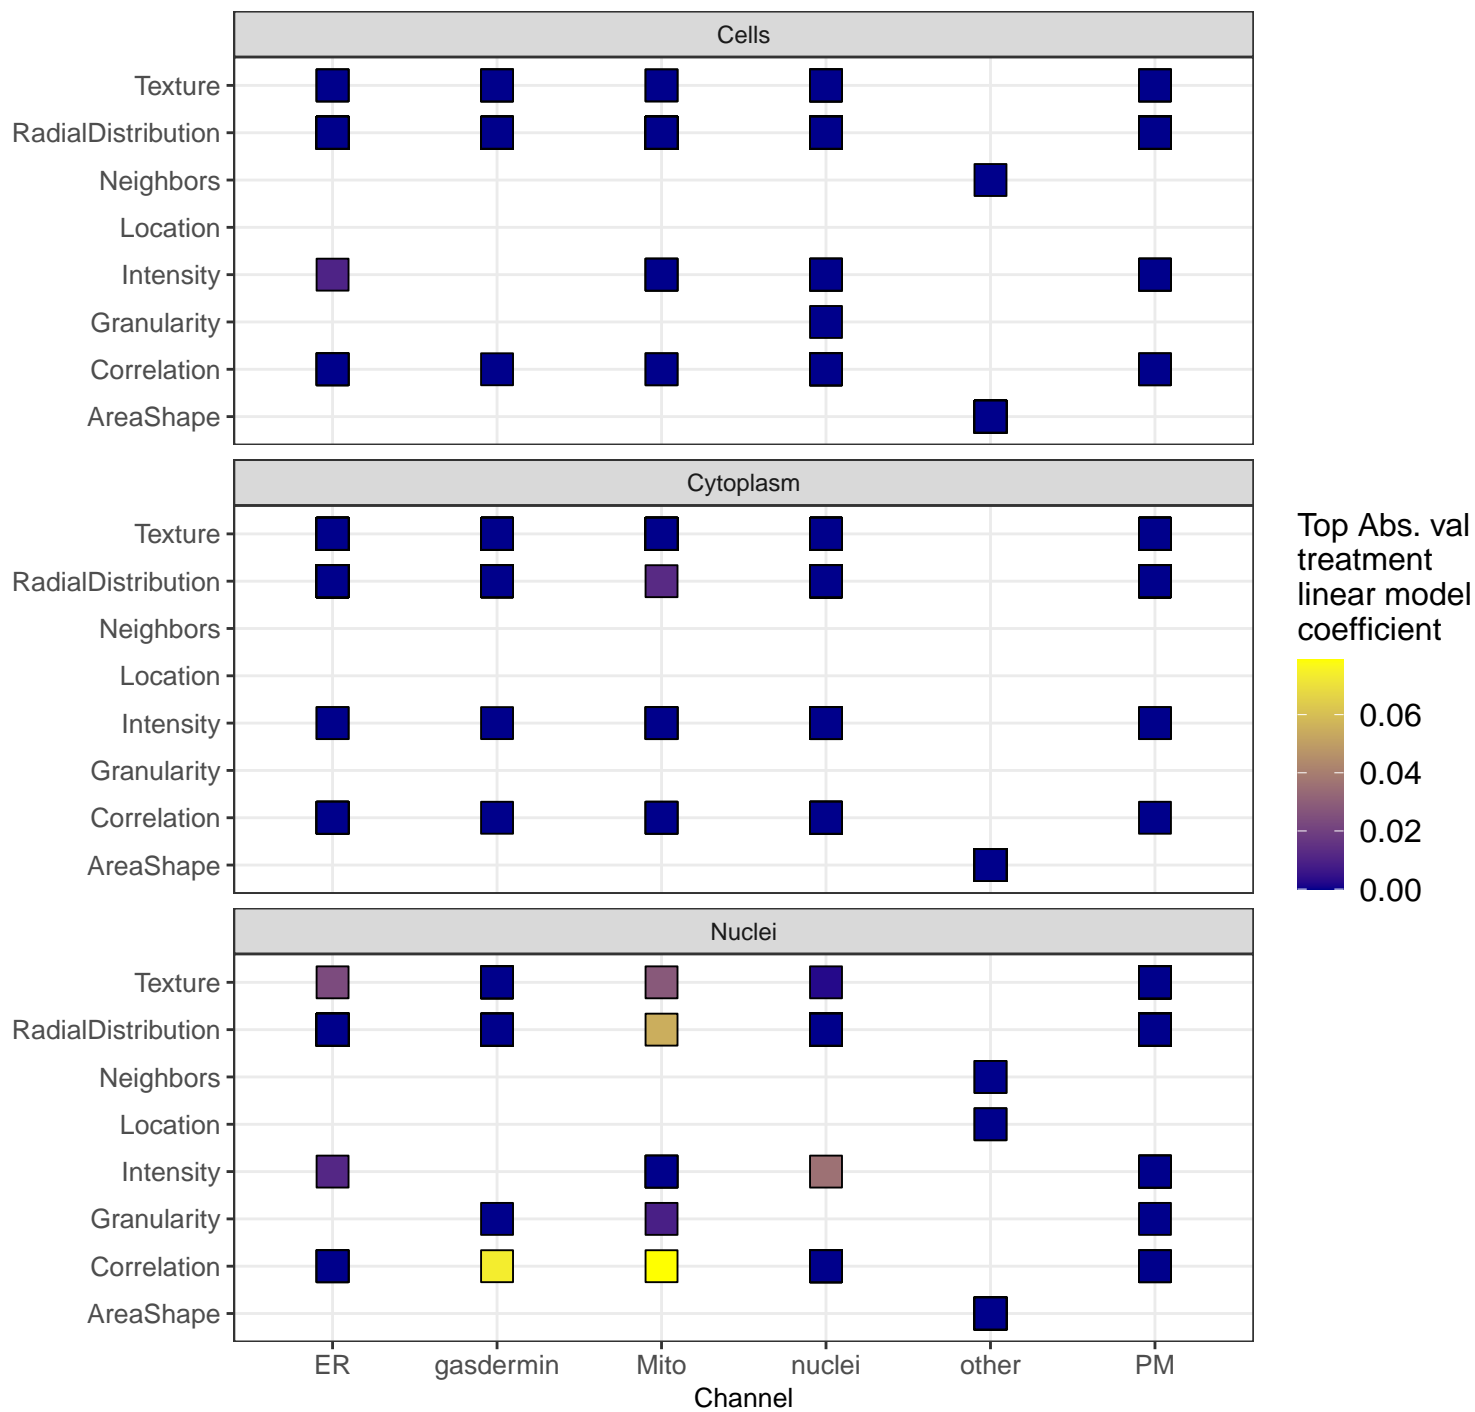 Cells
Texture
RadialDistribution
Neighbors
Location
Intensity
Granularity
Correlation
AreaShape
Cytoplasm
Texture
RadialDistribution
Neighbors
Location
Intensity
Granularity
Correlation
AreaShape
Nuclei
Texture
RadialDistribution
Neighbors
Location
Intensity
Granularity
Correlation
AreaShape
ER gasdermin Mito nuclei other PM
Channel
Top Abs. val
treatment
linear model
coefficient
0.06
0.04
0.02
0.00